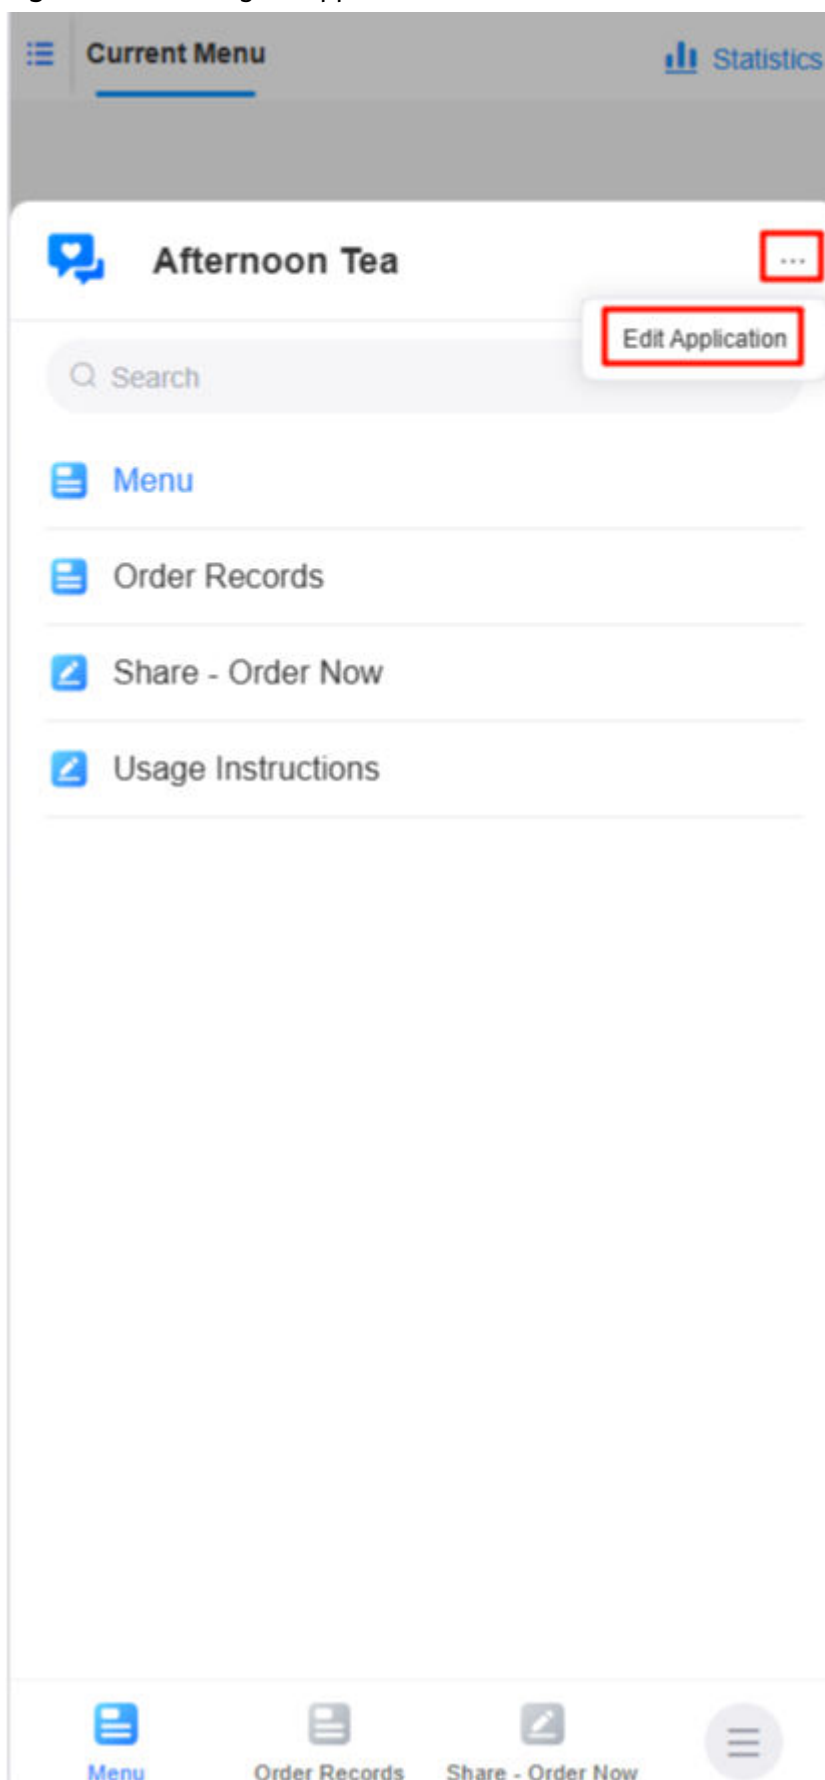 Current Menu
Statistics
Afternoon Tea
...
Edit Application
Search
Menu
Order Records
Share - Order Now
Usage Instructions
Menu
Order Records
Share - Order Now